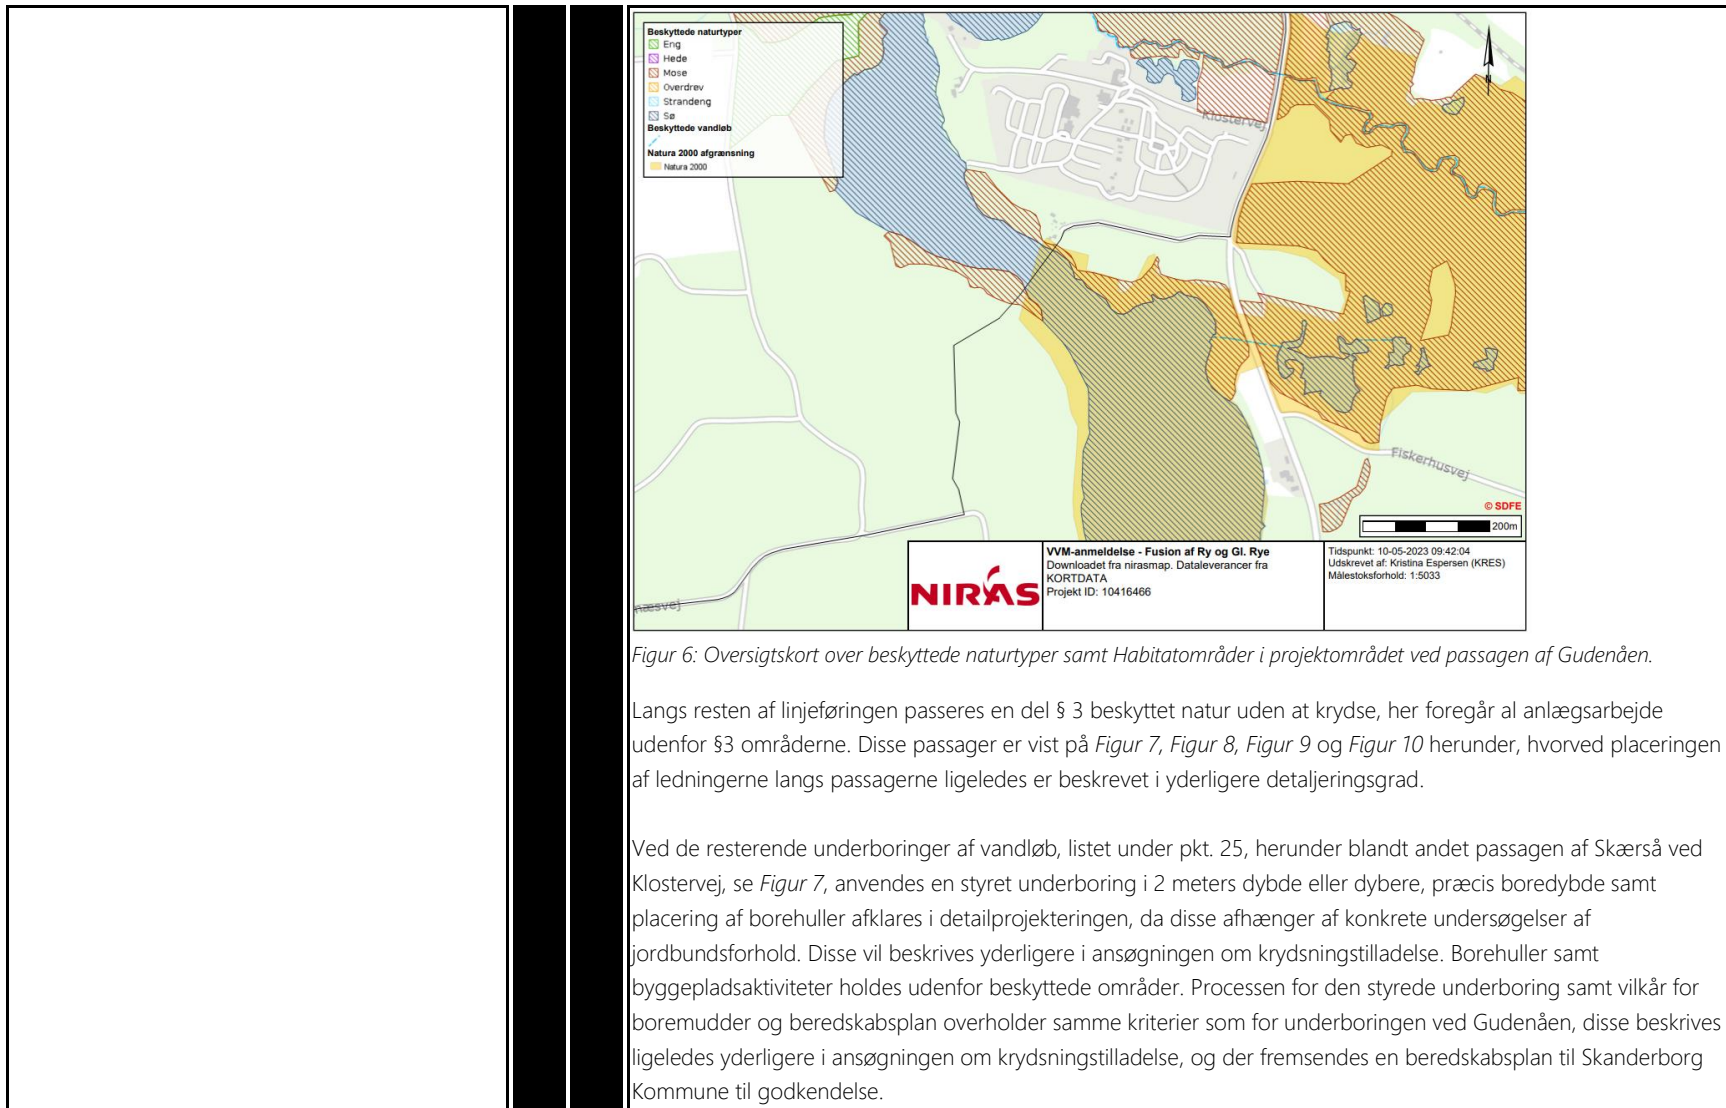 Beskyttede naturtyper
Eng
Hede
Mose
Overdrev
Strandeng
Sø
Beskyttede vandløb
Natura 2000 afgrænsning
Natura 2000
N
Klostervej
Fiskerhusvej
næsvej
© SDFE
200m
NIRAS
VVM-anmeldelse - Fusion af Ry og Gl. Rye
Downloadet fra nirasmap. Dataleverancer fra
KORTDATA
Projekt ID: 10416466
Tidspunkt: 10-05-2023 09:42:04
Udskrevet af: Kristina Espersen (KRES)
Målestoksforhold: 1:5033
Figur 6: Oversigtskort over beskyttede naturtyper samt Habitatområder i projektområdet ved passagen af Gudenåen.
Langs resten af linjeføringen passeres en del § 3 beskyttet natur uden at krydse, her foregår al anlægsarbejde
udenfor §3 områderne. Disse passager er vist på Figur 7, Figur 8, Figur 9 og Figur 10 herunder, hvorved placeringen
af ledningerne langs passagerne ligeledes er beskrevet i yderligere detaljeringsgrad.
Ved de resterende underboringer af vandløb, listet under pkt. 25, herunder blandt andet passagen af Skærså ved
Klostervej, se Figur 7, anvendes en styret underboring i 2 meters dybde eller dybere, præcis boredybde samt
placering af borehuller afklares i detailprojekteringen, da disse afhænger af konkrete undersøgelser af
jordbundsforhold. Disse vil beskrives yderligere i ansøgningen om krydsningstilladelse. Borehuller samt
byggepladsaktiviteter holdes udenfor beskyttede områder. Processen for den styrede underboring samt vilkår for
boremudder og beredskabsplan overholder samme kriterier som for underboringen ved Gudenåen, disse beskrives
ligeledes yderligere i ansøgningen om krydsningstilladelse, og der fremsendes en beredskabsplan til Skanderborg
Kommune til godkendelse.